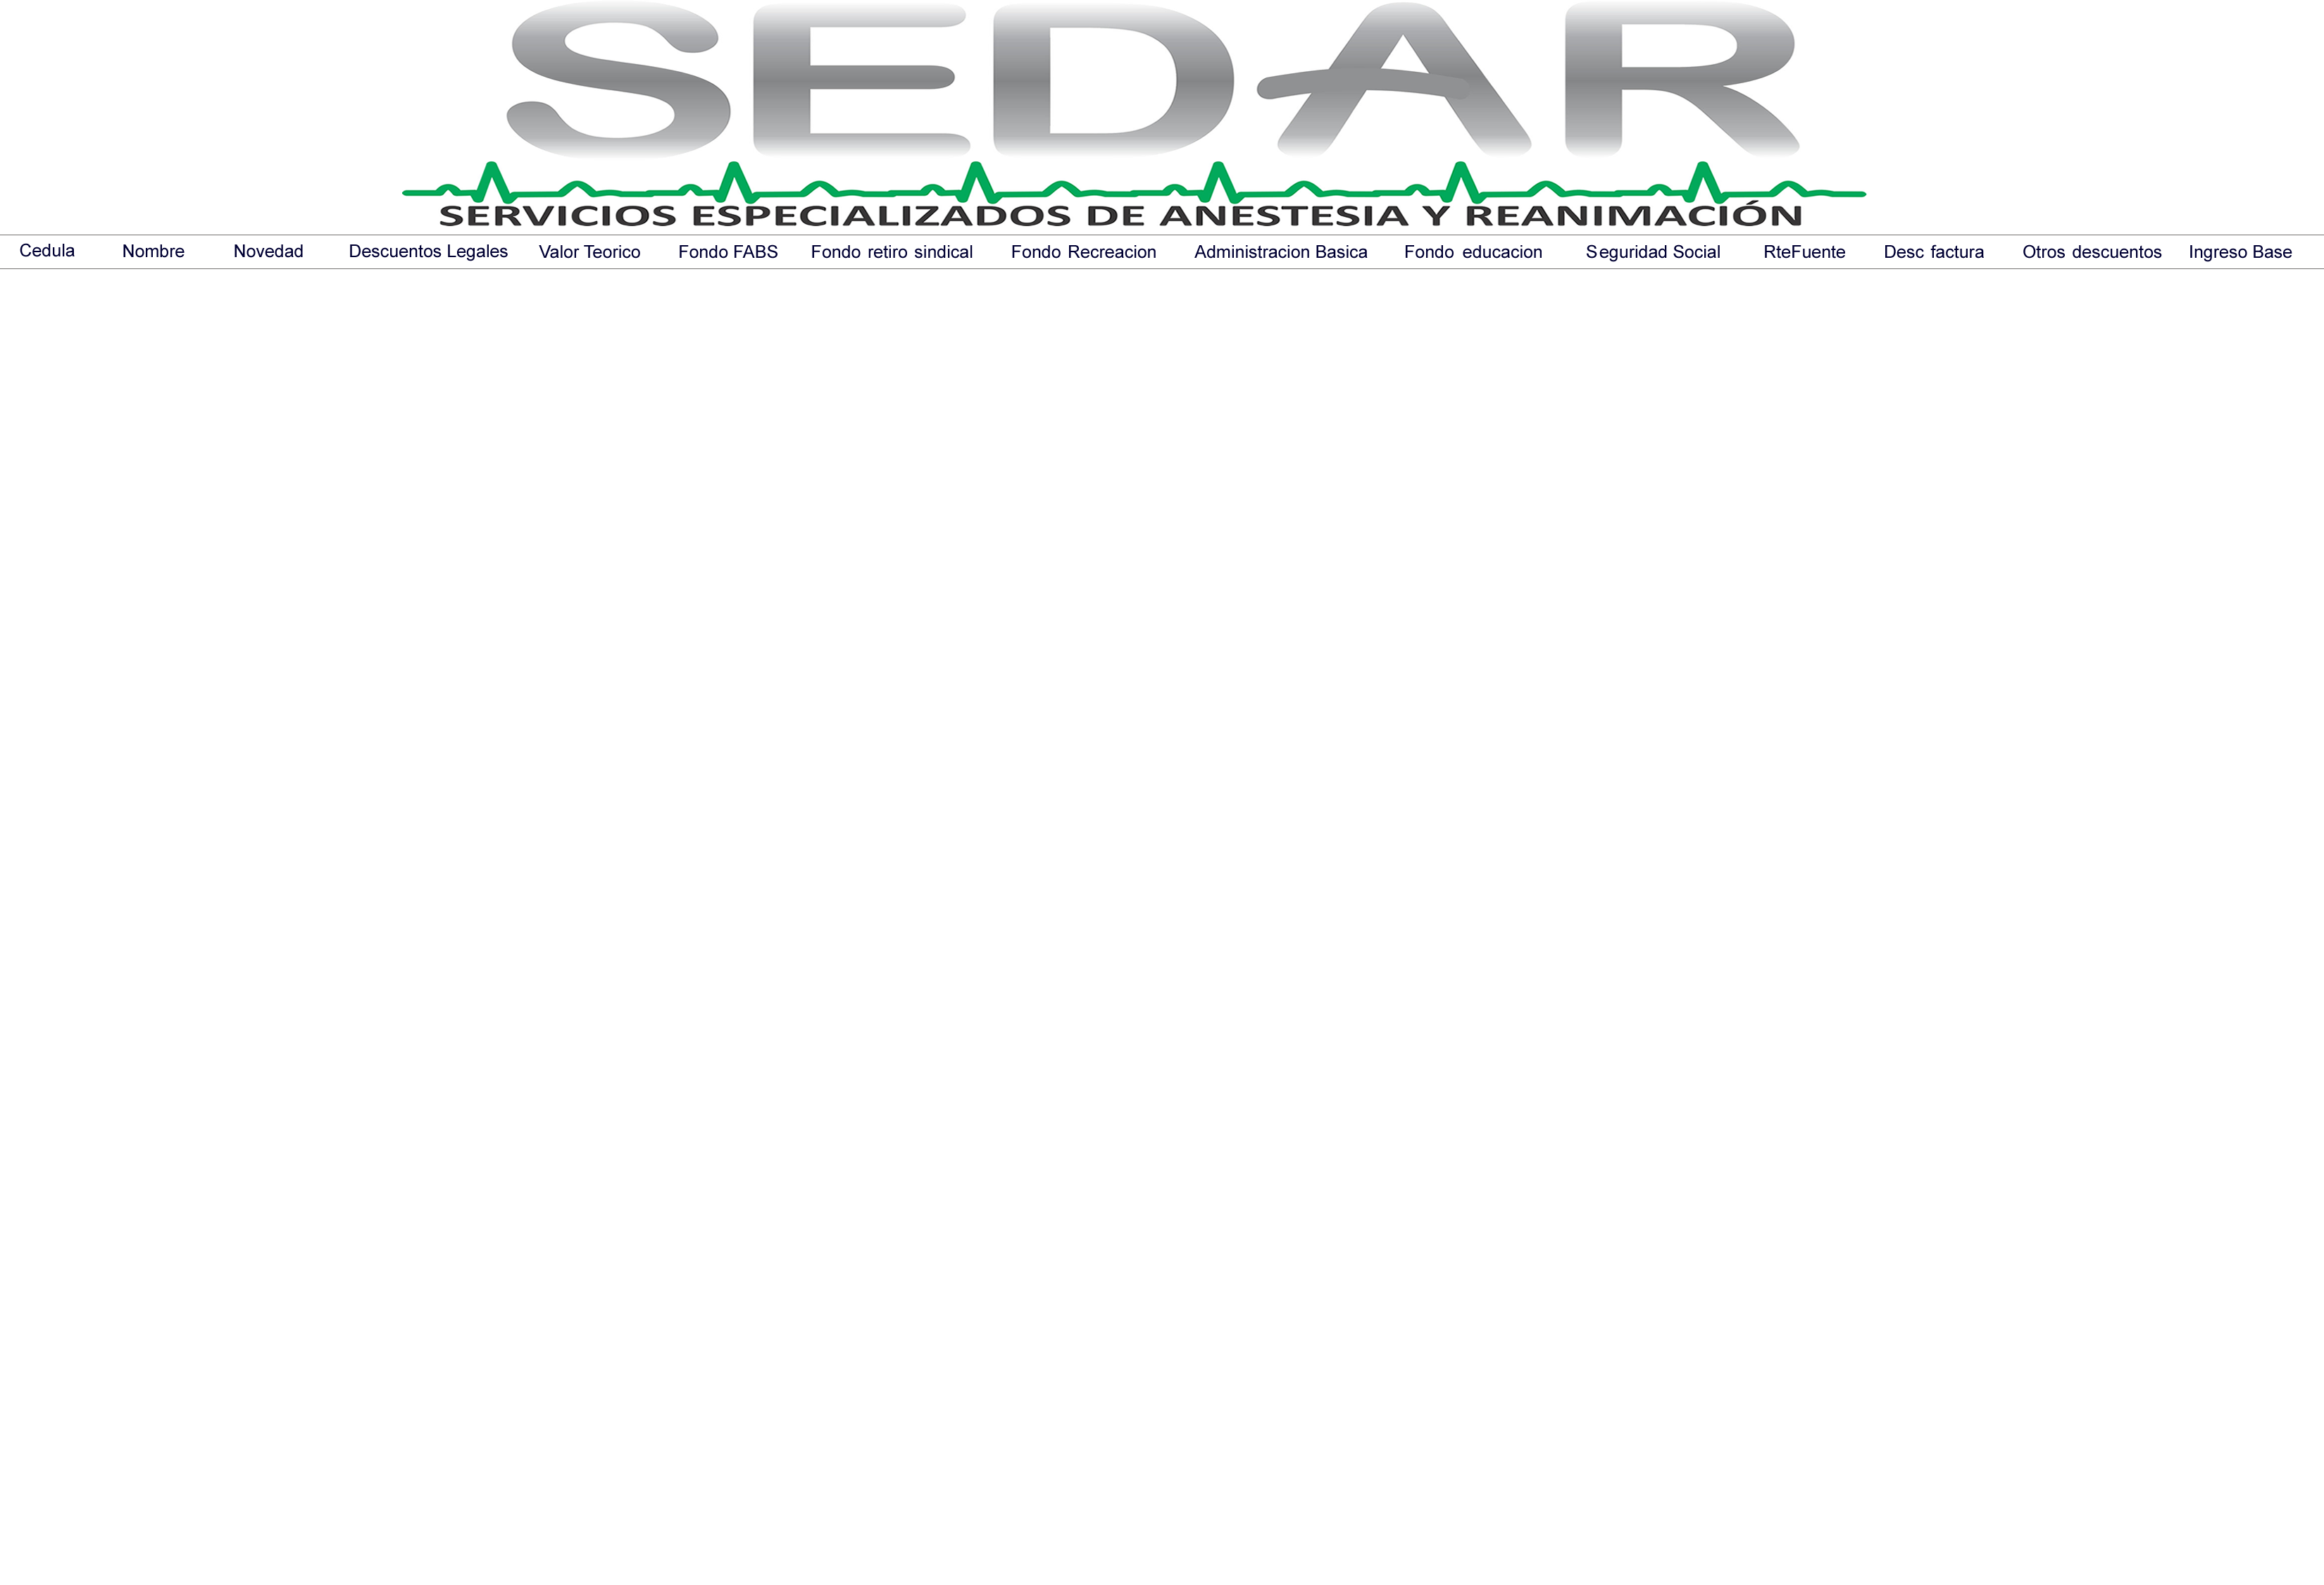 SEDAR
SERVICIOS ESPECIALIZADOS DE ANESTESIA Y REANIMACIÓN
Cedula Nombre Novedad Descuentos Legales Valor Teorico Fondo FABS Fondo retiro sindical Fondo Recreacion Administracion Basica Fondo educacion Seguridad Social RteFuente Desc factura Otros descuentos Ingreso Base